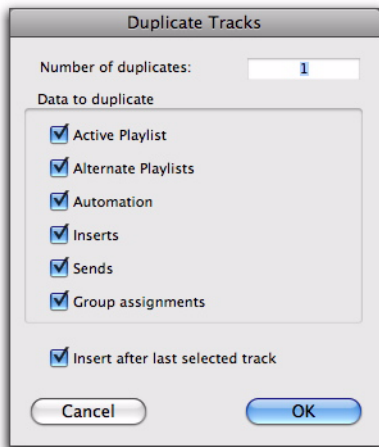 Duplicate Tracks
Number of duplicates: 1
Data to duplicate
Active Playlist
Alternate Playlists
Automation
Inserts
Sends
Group assignments
Insert after last selected track
Cancel OK